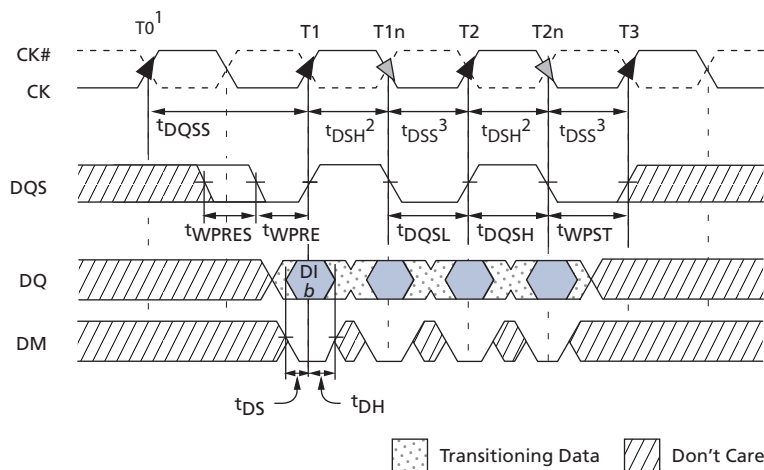 T0¹ T1 T1n T2 T2n T3
CK#
CK
tDQSS tDSH² tDSS³ tDSH² tDSS³
DQS
tWPRES tWPRE tDQSL tDQSH tWPST
DQ
DI
b
DM
tDS tDH
Transitioning Data Don't Care